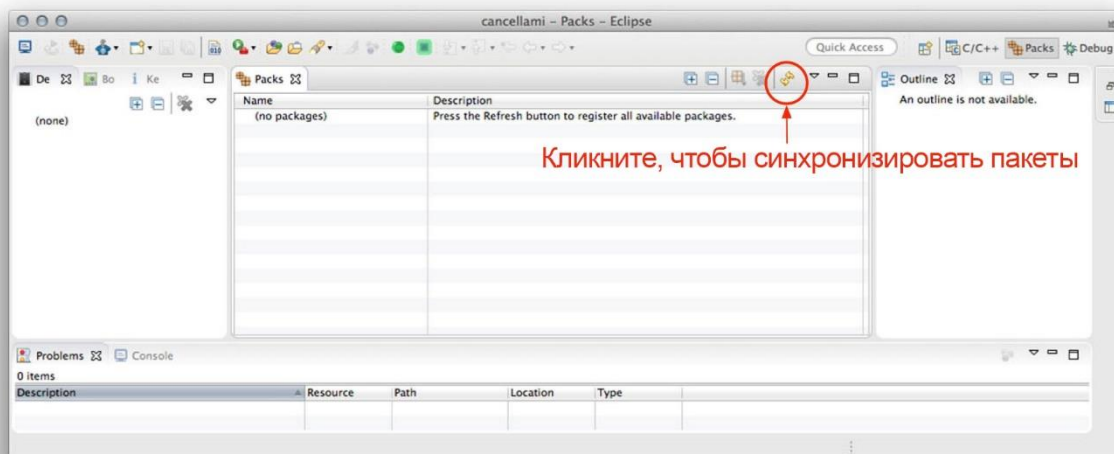 cancellami – Packs – Eclipse
010
Quick Access
C/C++
Packs
Debug
De
Bo
Ke
Packs
Outline
Name
Description
An outline is not available.
(none)
(no packages)
Press the Refresh button to register all available packages.
Кликните, чтобы синхронизировать пакеты
Problems
Console
0 items
Description
Resource
Path
Location
Type